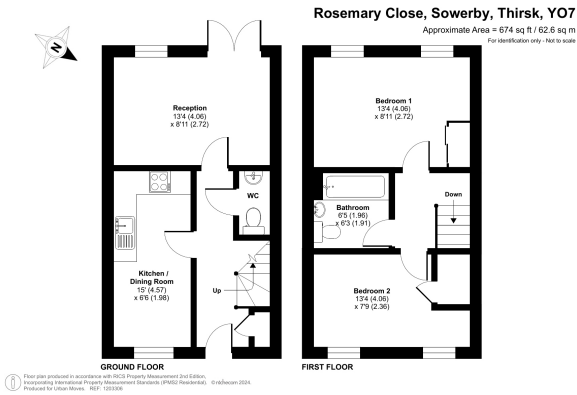 Rosemary Close, Sowerby, Thirsk, YO7
Approximate Area = 674 sq ft / 62.6 sq m
For identification only - Not to scale
N
Reception
13'4 (4.06)
x 8'11 (2.72)
WC
Kitchen /
Dining Room
15' (4.57)
x 6'6 (1.98)
Up
GROUND FLOOR
Bedroom 1
13'4 (4.06)
x 8'11 (2.72)
Bathroom
6'5 (1.96)
x 6'3 (1.91)
Down
Bedroom 2
13'4 (4.06)
x 7'9 (2.36)
FIRST FLOOR
Floor plan produced in accordance with RICS Property Measurement 2nd Edition,
Incorporating International Property Measurement Standards (IPMS2 Residential). © nichecom 2024.
Produced for Urban Moves. REF: 1203306